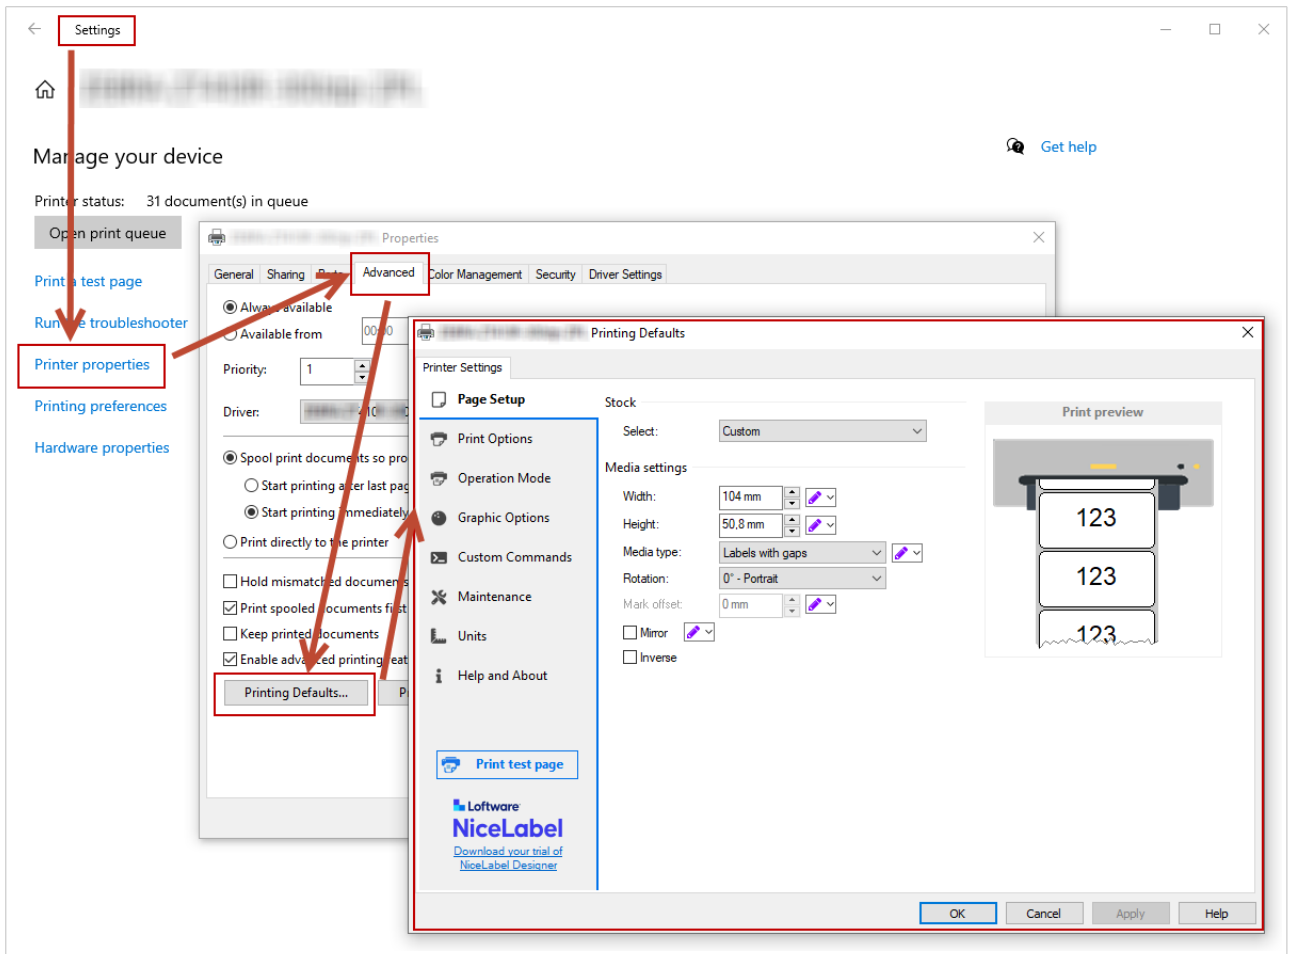 Settings
Manage your device
Get help
Printer status: 31 document(s) in queue
Open print queue
Print a test page
Run the troubleshooter
Printer properties
Printing preferences
Hardware properties
Properties
General Sharing Ports Advanced Color Management Security Driver Settings
Always available
Available from 00:00
Priority: 1
Driver:
Spool print documents so pro
Start printing after last pag
Start printing immediately
Print directly to the printer
Hold mismatched documents
Print spooled documents first
Keep printed documents
Enable advanced printing feat
Printing Defaults... P
Printing Defaults
Printer Settings
Page Setup
Print Options
Operation Mode
Graphic Options
Custom Commands
Maintenance
Units
Help and About
Print test page
Loftware
NiceLabel
Download your trial of
NiceLabel Designer
Stock
Select: Custom
Media settings
Width: 104 mm
Height: 50,8 mm
Media type: Labels with gaps
Rotation: 0° - Portrait
Mark offset: 0 mm
Mirror
Inverse
Print preview
123
123
123
OK Cancel Apply Help